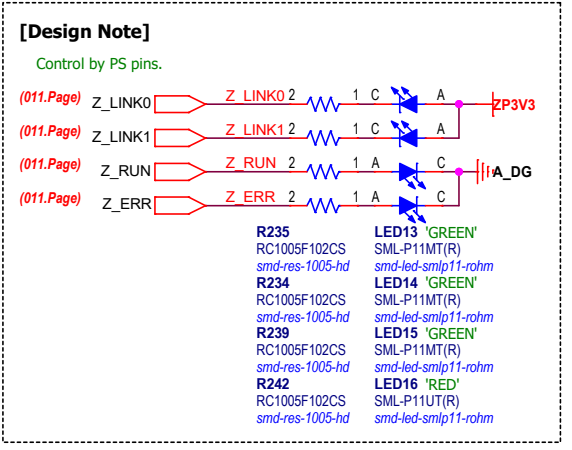 [Design Note]
Control by PS pins.
(011.Page) Z_LINK0 Z_LINK0 2 1 C A ZP3V3
(011.Page) Z_LINK1 Z_LINK1 2 1 C A
(011.Page) Z_RUN Z_RUN 2 1 A C A_DG
(011.Page) Z_ERR Z_ERR 2 1 A C
R235 LED13 'GREEN'
RC1005F102CS SML-P11MT(R)
smd-res-1005-hd smd-led-smlp11-rohm
R234 LED14 'GREEN'
RC1005F102CS SML-P11MT(R)
smd-res-1005-hd smd-led-smlp11-rohm
R239 LED15 'GREEN'
RC1005F102CS SML-P11MT(R)
smd-res-1005-hd smd-led-smlp11-rohm
R242 LED16 'RED'
RC1005F102CS SML-P11UT(R)
smd-res-1005-hd smd-led-smlp11-rohm